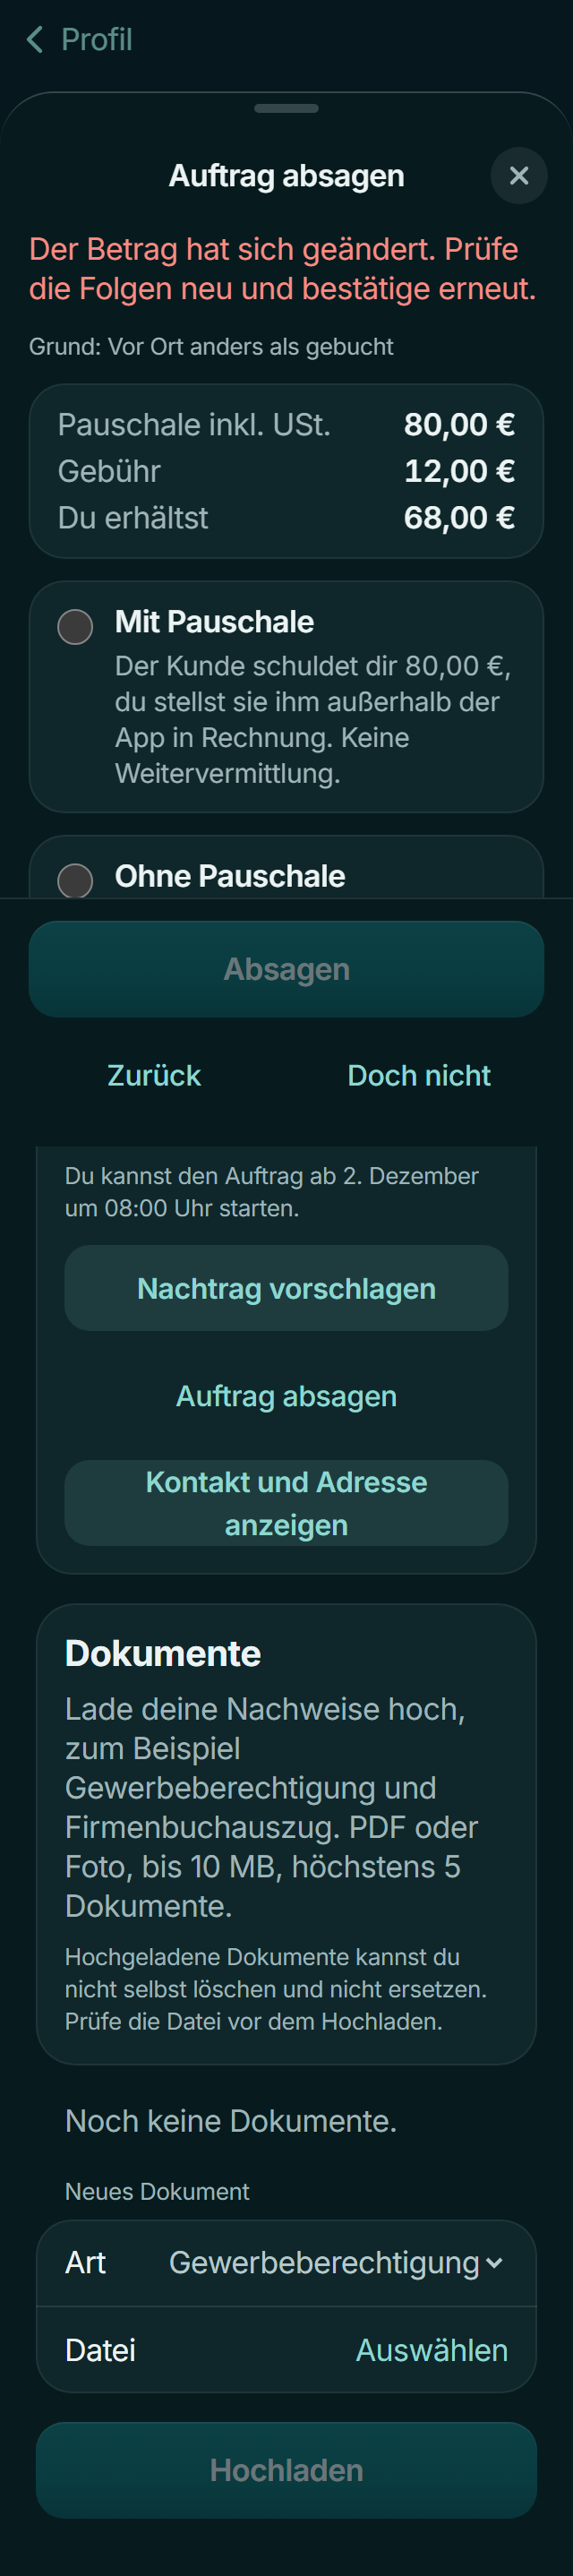 Profil
Auftrag absagen
Der Betrag hat sich geändert. Prüfe
die Folgen neu und bestätige erneut.
Grund: Vor Ort anders als gebucht
Pauschale inkl. USt. 80,00 €
Gebühr 12,00 €
Du erhältst 68,00 €
Mit Pauschale
Der Kunde schuldet dir 80,00 €,
du stellst sie ihm außerhalb der
App in Rechnung. Keine
Weitervermittlung.
Ohne Pauschale
Absagen
Zurück Doch nicht
Du kannst den Auftrag ab 2. Dezember
um 08:00 Uhr starten.
Nachtrag vorschlagen
Auftrag absagen
Kontakt und Adresse
anzeigen
Dokumente
Lade deine Nachweise hoch,
zum Beispiel
Gewerbeberechtigung und
Firmenbuchauszug. PDF oder
Foto, bis 10 MB, höchstens 5
Dokumente.
Hochgeladene Dokumente kannst du
nicht selbst löschen und nicht ersetzen.
Prüfe die Datei vor dem Hochladen.
Noch keine Dokumente.
Neues Dokument
Art Gewerbeberechtigung
Datei Auswählen
Hochladen